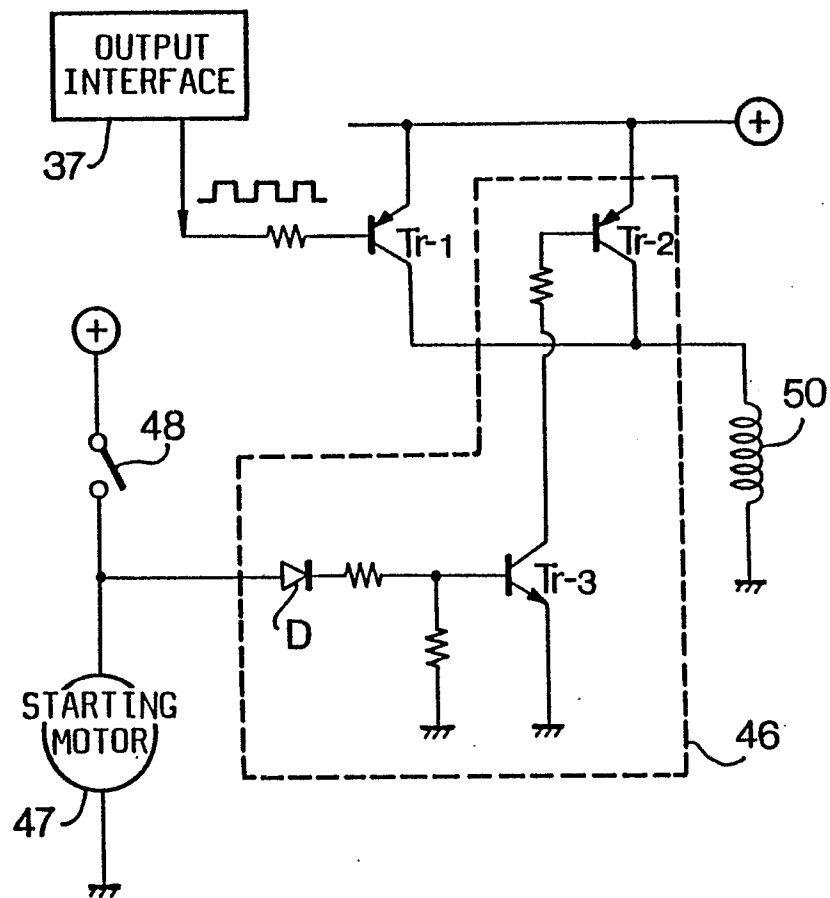 OUTPUT
INTERFACE
37
+
Tr-1
Tr-2
+
48
50
D
Tr-3
STARTING
MOTOR
46
47